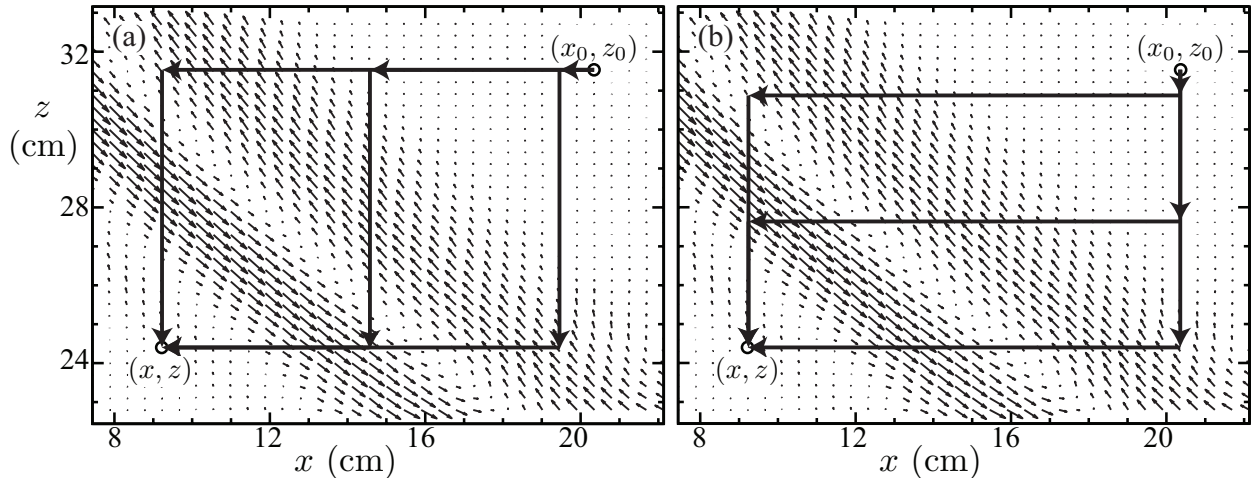 (a)
(x₀, z₀)
32
z
(cm)
28
24
(x, z)
8 12 16 20
x (cm)
(b)
(x₀, z₀)
(x, z)
8 12 16 20
x (cm)